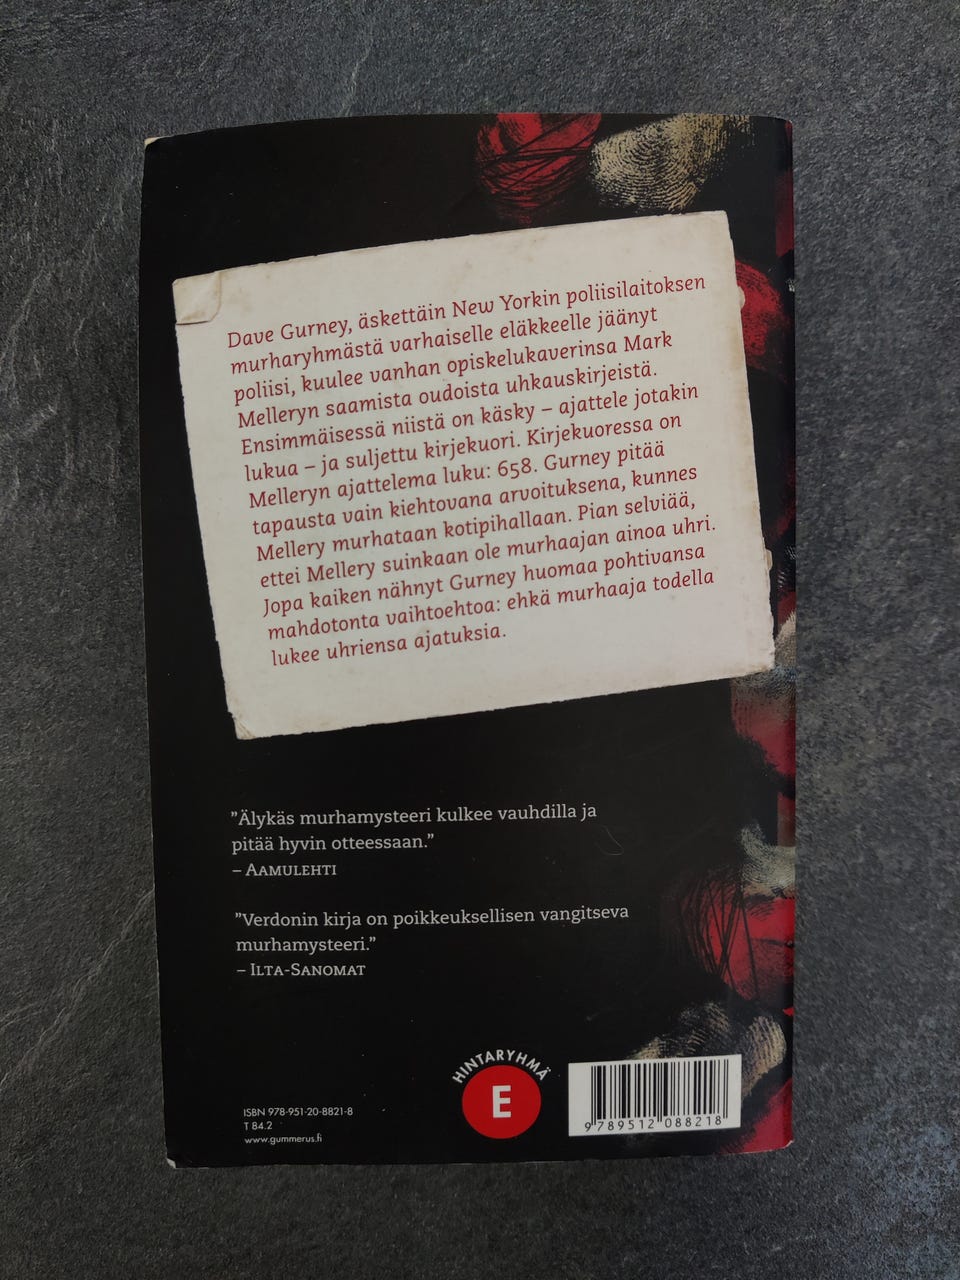 Dave Gurney, äskettäin New Yorkin poliisilaitoksen
murharyhmästä varhaiselle eläkkeelle jäänyt
poliisi, kuulee vanhan opiskelukaverinsa Mark
Melleryn saamista oudoista uhkauskirjeistä.
Ensimmäisessä niistä on käsky – ajattele jotakin
lukua – ja suljettu kirjekuori. Kirjekuoressa on
Melleryn ajattelema luku: 658. Gurney pitää
tapausta vain kiehtovana arvoituksena, kunnes
Mellery murhataan kotipihallaan. Pian selviää,
ettei Mellery suinkaan ole murhaajan ainoa uhri.
Jopa kaiken nähnyt Gurney huomaa pohtivansa
mahdotonta vaihtoehtoa: ehkä murhaaja todella
lukee uhriensa ajatuksia.
”Älykäs murhamysteeri kulkee vauhdilla ja
pitää hyvin otteessaan.”
– AAMULEHTI
”Verdonin kirja on poikkeuksellisen vangitseva
murhamysteeri.”
– ILTA-SANOMAT
ISBN 978-951-20-8821-8
T 84.2
www.gummerus.fi
HINTARYHMÄ
E
9 789512 088218